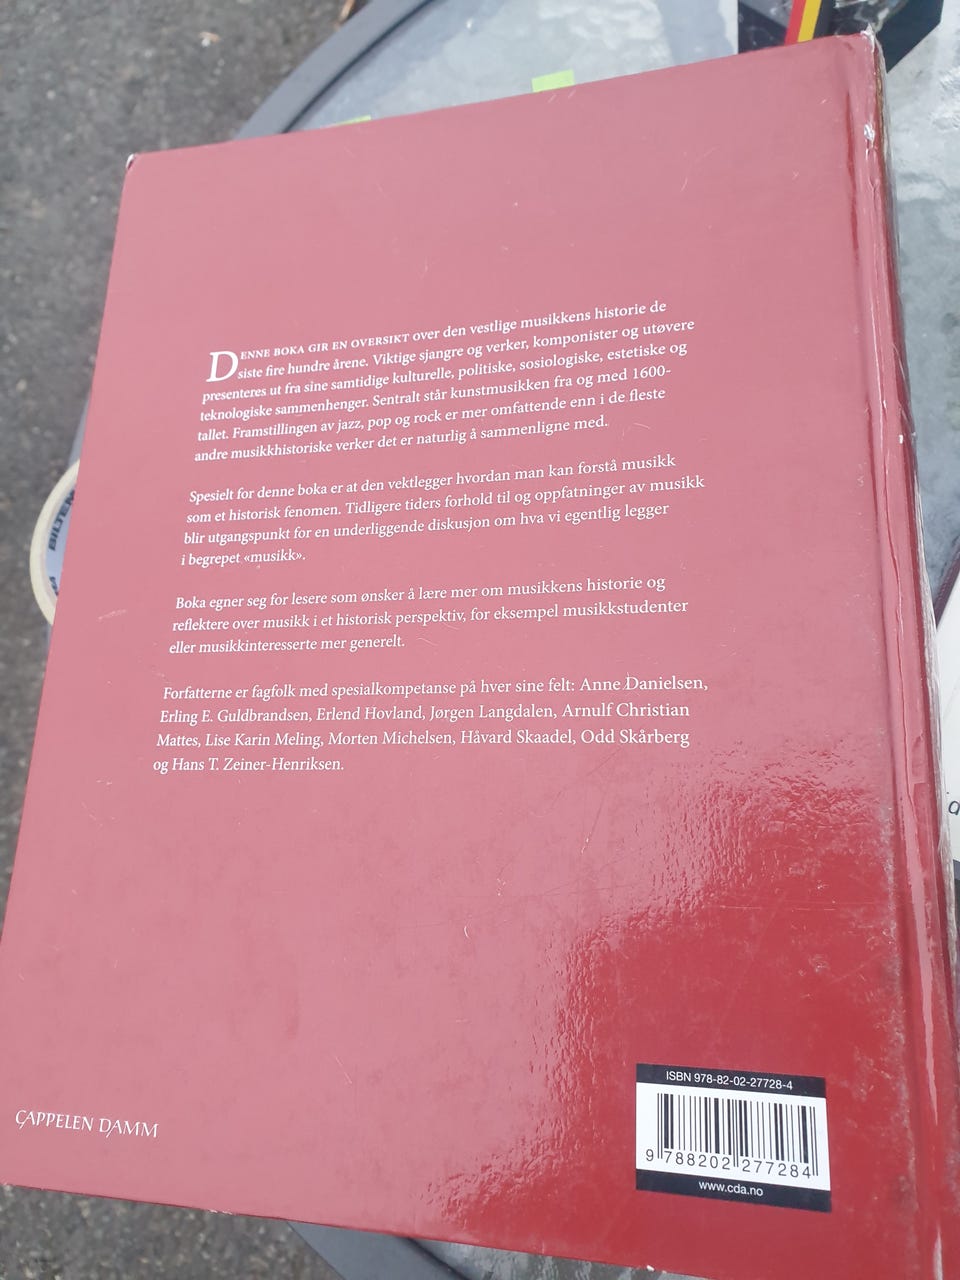 DENNE BOKA GIR EN OVERSIKT over den vestlige musikkens historie de
siste fire hundre årene. Viktige sjangre og verker, komponister og utøvere
presenteres ut fra sine samtidige kulturelle, politiske, sosiologiske, estetiske og
teknologiske sammenhenger. Sentralt står kunstmusikken fra og med 1600-
tallet. Framstillingen av jazz, pop og rock er mer omfattende enn i de fleste
andre musikkhistoriske verker det er naturlig å sammenligne med.
Spesielt for denne boka er at den vektlegger hvordan man kan forstå musikk
som et historisk fenomen. Tidligere tiders forhold til og oppfatninger av musikk
blir utgangspunkt for en underliggende diskusjon om hva vi egentlig legger
i begrepet «musikk».
Boka egner seg for lesere som ønsker å lære mer om musikkens historie og
reflektere over musikk i et historisk perspektiv, for eksempel musikkstudenter
eller musikkinteresserte mer generelt.
Forfatterne er fagfolk med spesialkompetanse på hver sine felt: Anne Danielsen,
Erling E. Guldbrandsen, Erlend Hovland, Jørgen Langdalen, Arnulf Christian
Mattes, Lise Karin Meling, Morten Michelsen, Håvard Skaadel, Odd Skårberg
og Hans T. Zeiner-Henriksen.
CAPPELEN DAMM
ISBN 978-82-02-27728-4
9 788202 277284
www.cda.no